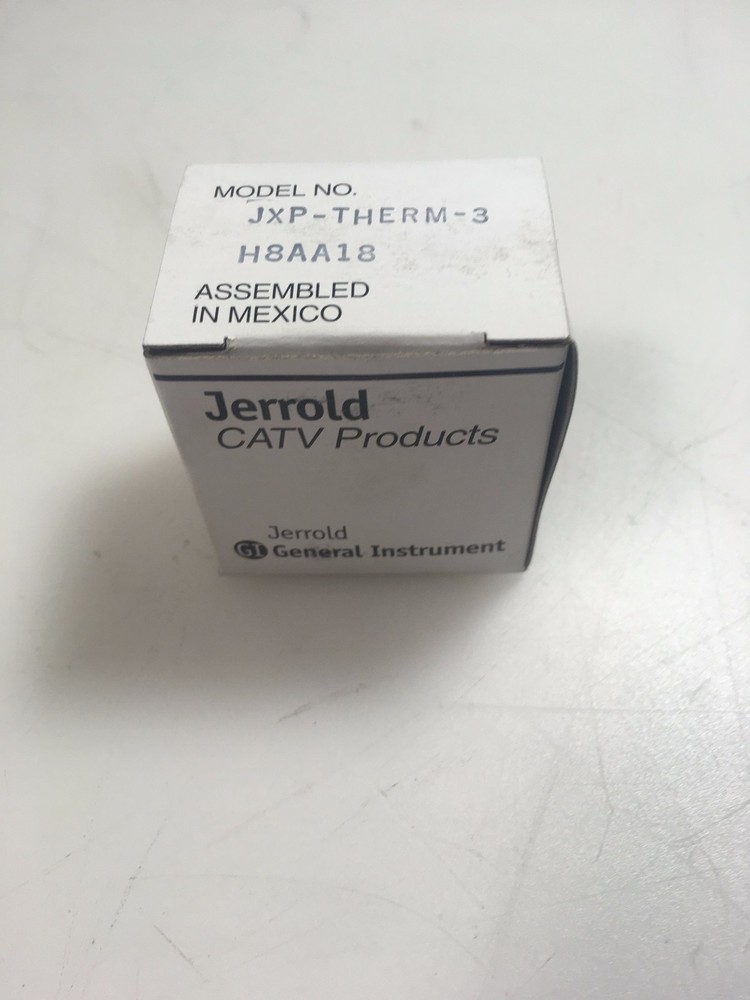 MODEL NO.
JXP-THERM-3
H8AA18
ASSEMBLED
IN MEXICO
Jerrold
CATV Products
Jerrold
GI General Instrument